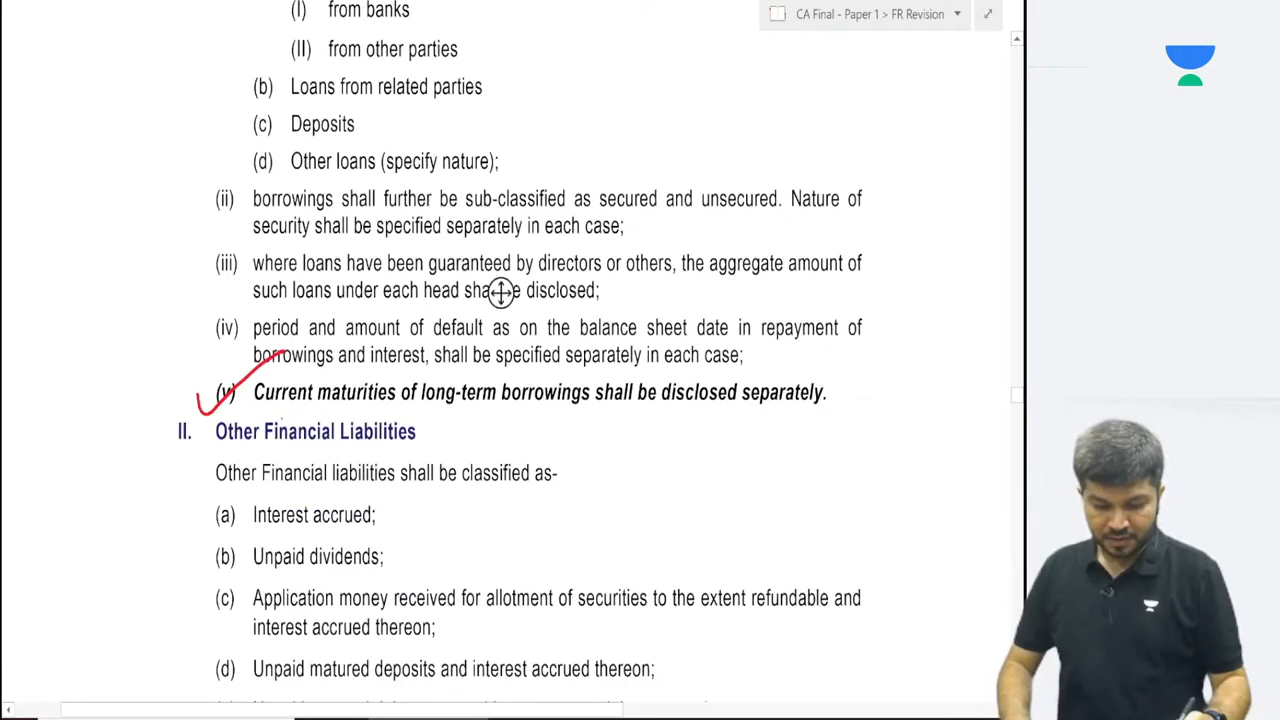 (I) from banks
CA Final - Paper 1 > FR Revision
(II) from other parties
(b) Loans from related parties
(c) Deposits
(d) Other loans (specify nature);
(ii) borrowings shall further be sub-classified as secured and unsecured. Nature of
security shall be specified separately in each case;
(iii) where loans have been guaranteed by directors or others, the aggregate amount of
such loans under each head disclosed;
(iv) period and amount of default as on the balance sheet date in repayment of
borrowings and interest, shall be specified separately in each case;
(v) Current maturities of long-term borrowings shall be disclosed separately.
II. Other Financial Liabilities
Other Financial liabilities shall be classified as-
(a) Interest accrued;
(b) Unpaid dividends;
(c) Application money received for allotment of securities to the extent refundable and
interest accrued thereon;
(d) Unpaid matured deposits and interest accrued thereon;